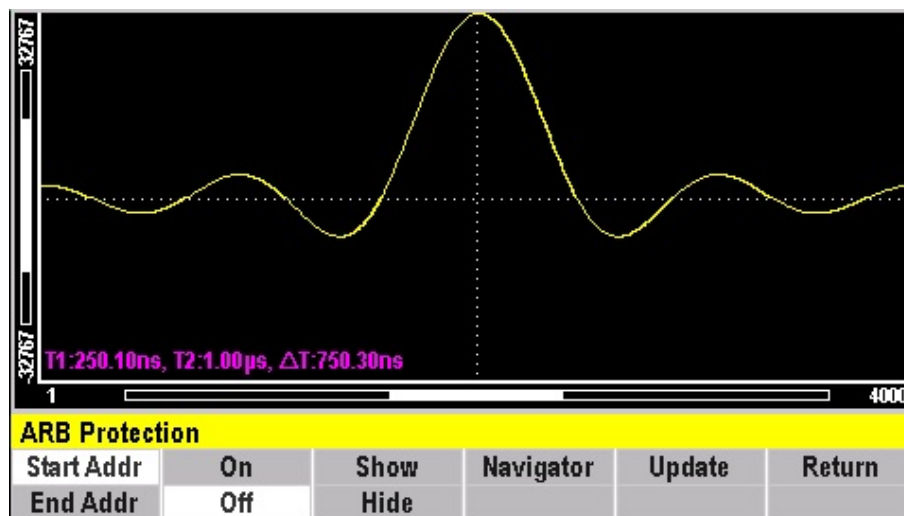 32767
-32767
T1:250.10ns, T2:1.00µs, ΔT:750.30ns
1 4000
ARB Protection
Start Addr On Show Navigator Update Return
End Addr Off Hide